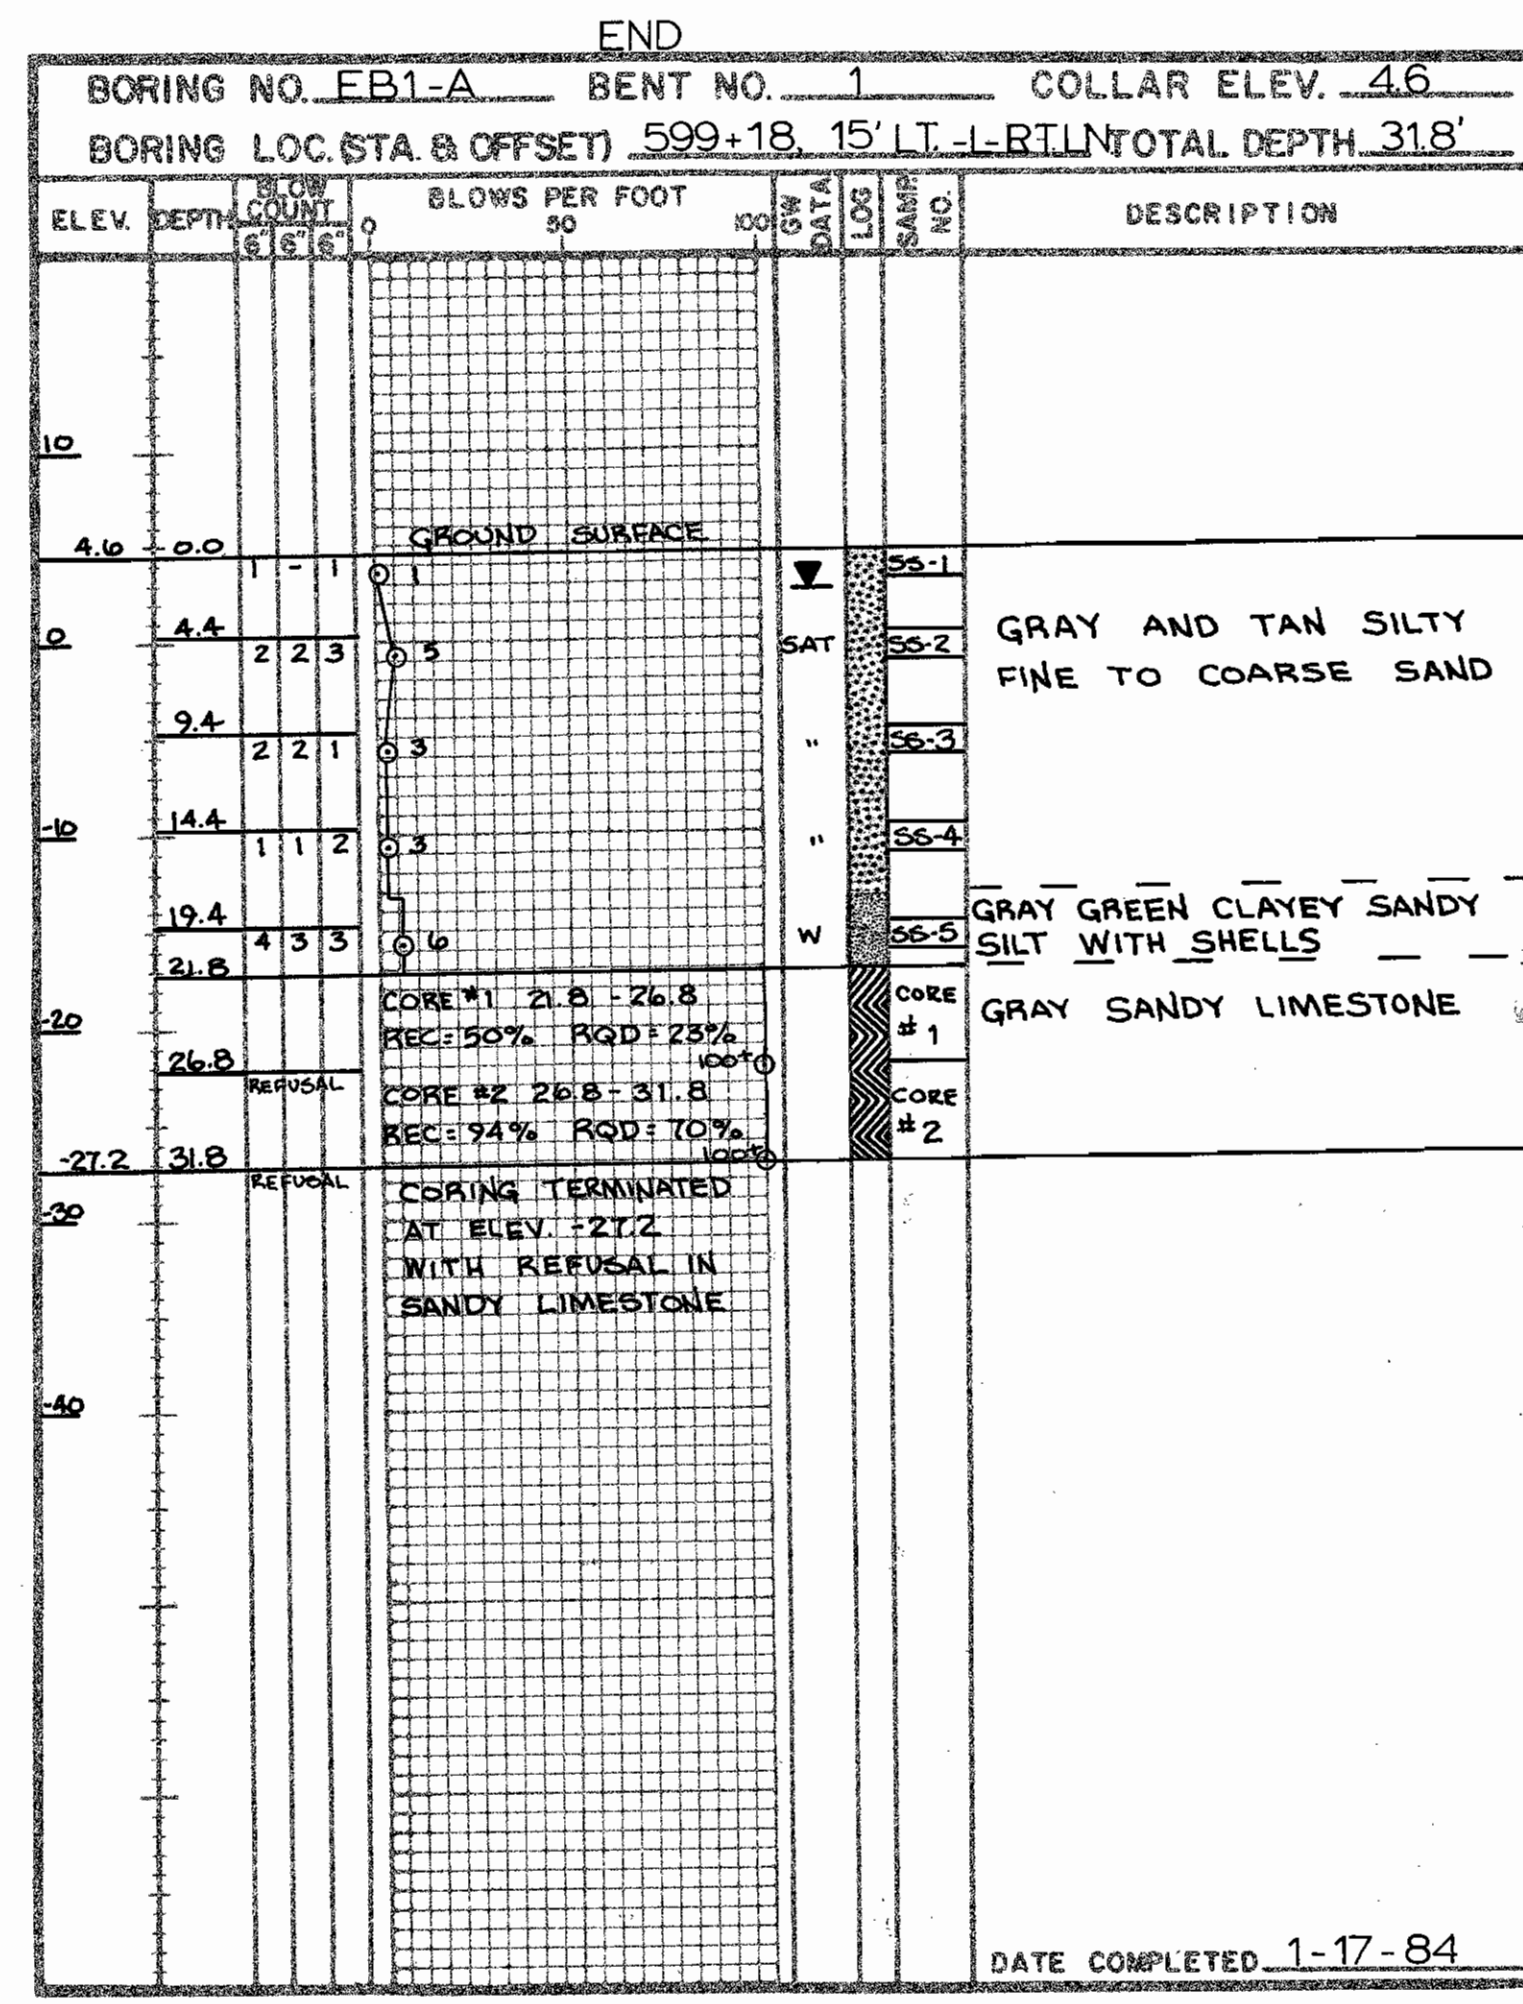 END
BORING NO. EB1-A BENT NO. 1 COLLAR ELEV. 4.6
BORING LOC. (STA. & OFFSET) 599+18, 15' LT. -L- RT.LN TOTAL DEPTH 31.8'
ELEV. DEPTH BLOW COUNT BLOWS PER FOOT GW DATA LOG SAMP. NO. DESCRIPTION
6" 6" 6" 0 50 100
10
GROUND SURFACE
4.6 0.0
1 - 1 1 SS-1
0 4.4
2 2 3 5 SAT SS-2
GRAY AND TAN SILTY
FINE TO COARSE SAND
9.4
2 2 1 3 " SS-3
-10 14.4
1 1 2 3 " SS-4
19.4
4 3 3 6 W SS-5
GRAY GREEN CLAYEY SANDY
SILT WITH SHELLS
21.8
CORE #1 21.8 - 26.8 CORE #1 GRAY SANDY LIMESTONE
-20
REC = 50% RQD = 23%
26.8 100+
REFUSAL
CORE #2 26.8 - 31.8 CORE #2
REC = 94% RQD = 70%
-27.2 31.8 100+
REFUSAL
CORING TERMINATED
-30
AT ELEV. -27.2
WITH REFUSAL IN
SANDY LIMESTONE
-40
DATE COMPLETED 1-17-84